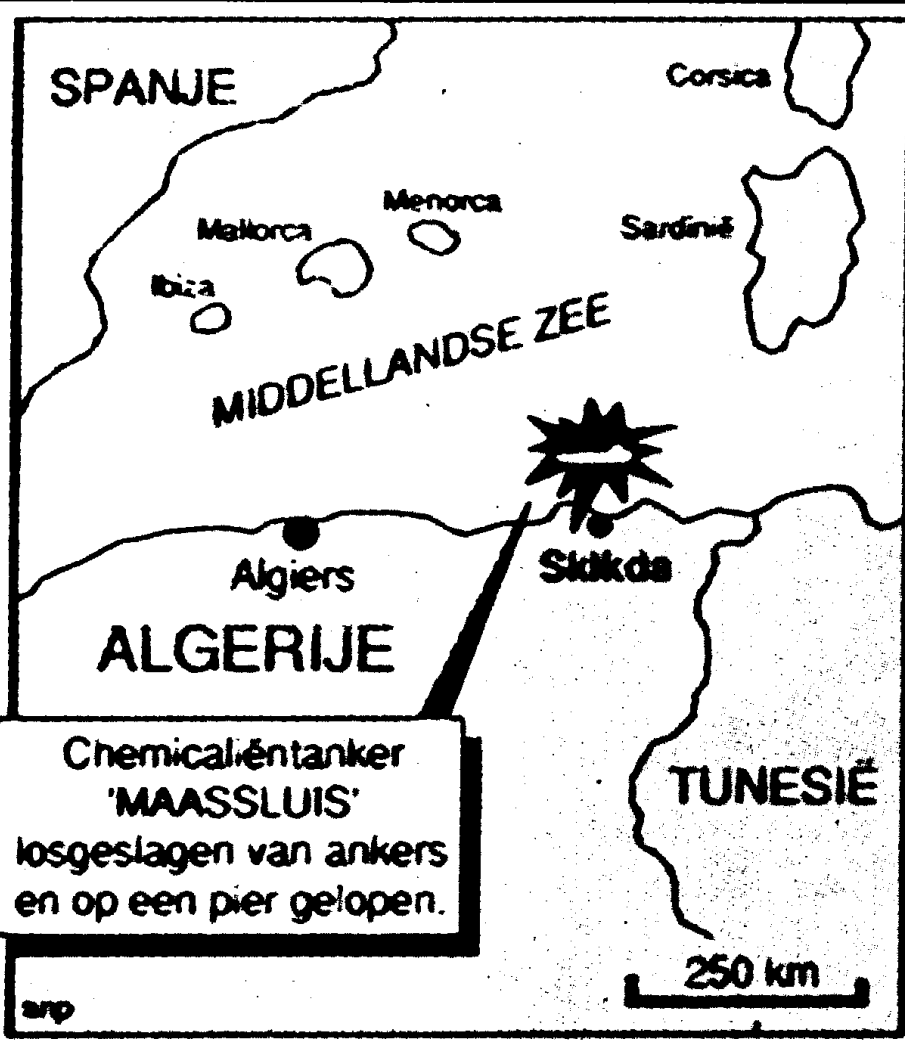 SPANJE
Corsica
Menorca
Mallorca
Sardinië
Ibiza
MIDDELLANDSE ZEE
Algiers
Skikda
ALGERIJE
Chemicaliëntanker
'MAASSLUIS'
losgeslagen van ankers
en op een pier gelopen.
TUNESIË
250 km
anp